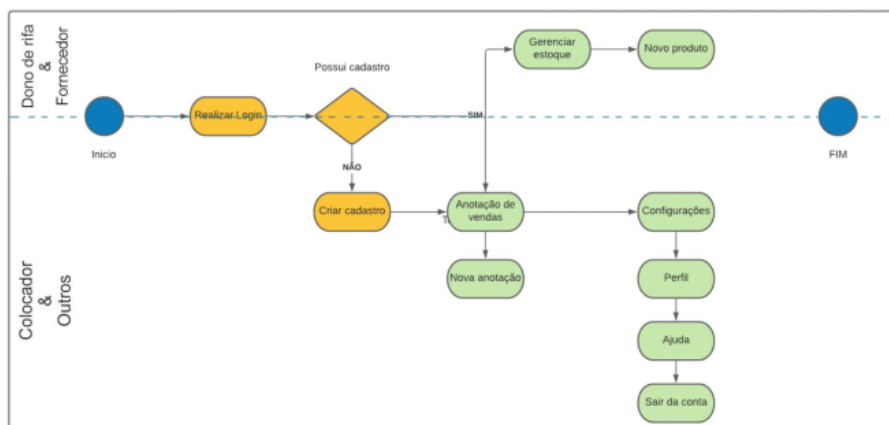 Dono de rifa
&
Fornecedor
Gerenciar
estoque
Novo produto
Possui cadastro
Realizar Login
SIM
Inicio
FIM
NÃO
Colocador
&
Outros
Criar cadastro
T
Anotação de
vendas
Configurações
Nova anotação
Perfil
Ajuda
Sair da conta